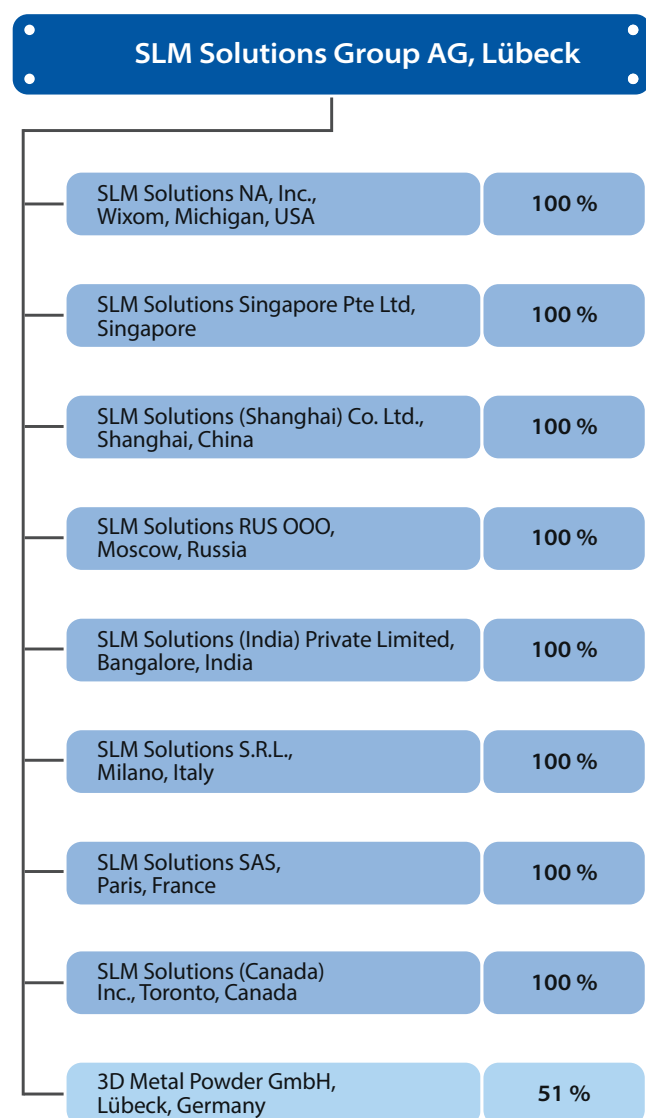 SLM Solutions Group AG, Lübeck
SLM Solutions NA, Inc.,
Wixom, Michigan, USA
100 %
SLM Solutions Singapore Pte Ltd,
Singapore
100 %
SLM Solutions (Shanghai) Co. Ltd.,
Shanghai, China
100 %
SLM Solutions RUS OOO,
Moscow, Russia
100 %
SLM Solutions (India) Private Limited,
Bangalore, India
100 %
SLM Solutions S.R.L.,
Milano, Italy
100 %
SLM Solutions SAS,
Paris, France
100 %
SLM Solutions (Canada)
Inc., Toronto, Canada
100 %
3D Metal Powder GmbH,
Lübeck, Germany
51 %